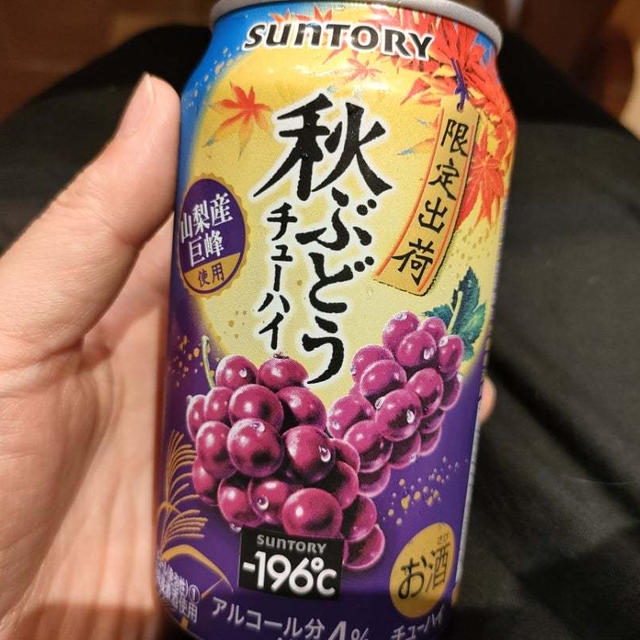 SUNTORY
秋ぶどう
チューハイ
限定出荷
山梨産
巨峰
使用
SUNTORY
-196℃
お酒
アルコール分4%
チューハイ